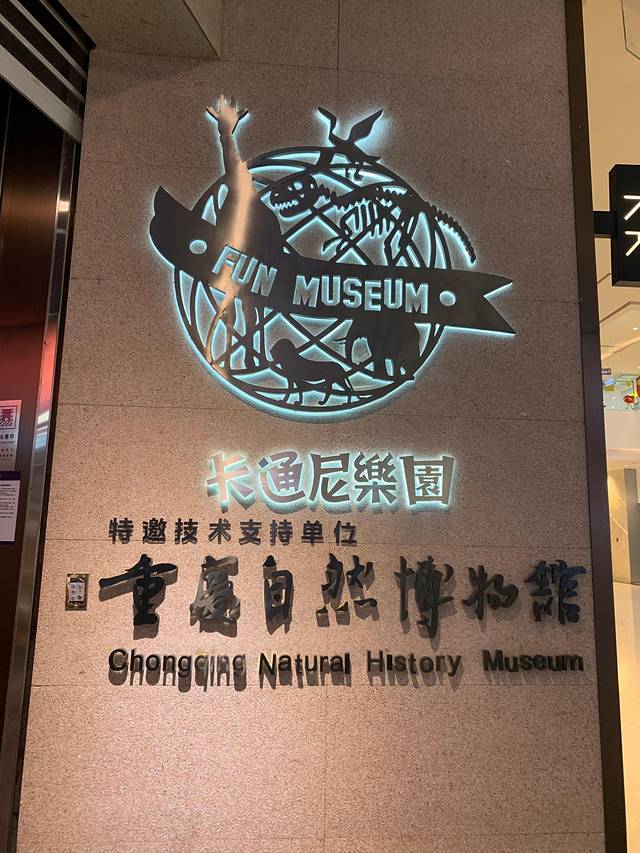 FUN MUSEUM
卡通尼樂園
特邀技术支持单位
重慶自然博物館
Chongqing Natural History Museum